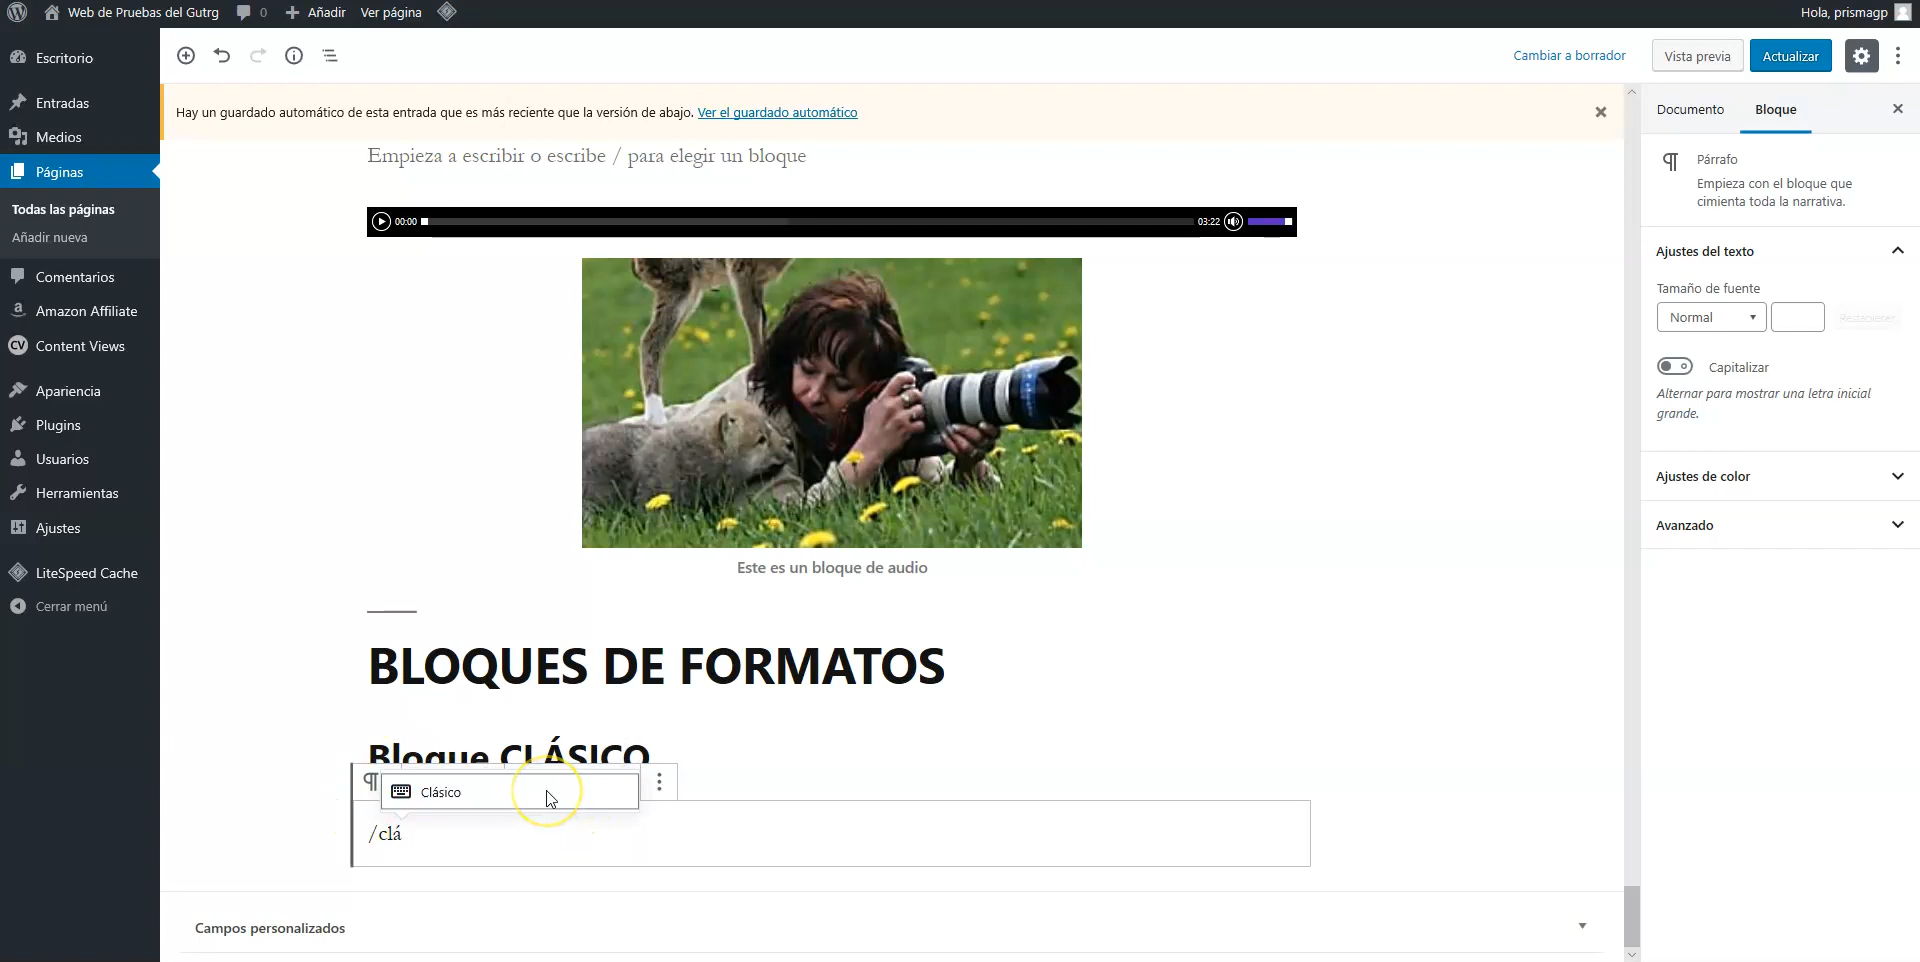 Web de Pruebas del Gutrg 0 Añadir Ver página Hola, prismagp
Escritorio
Entradas
Medios
Páginas
Todas las páginas
Añadir nueva
Comentarios
Amazon Affiliate
CV Content Views
Apariencia
Plugins
Usuarios
Herramientas
Ajustes
LiteSpeed Cache
Cerrar menú
Cambiar a borrador Vista previa Actualizar
Hay un guardado automático de esta entrada que es más reciente que la versión de abajo. Ver el guardado automático
Empieza a escribir o escribe / para elegir un bloque
00:00 03:22
Este es un bloque de audio
BLOQUES DE FORMATOS
Bloque CLÁSICO
Clásico
/clá
Campos personalizados
Documento Bloque
Párrafo
Empieza con el bloque que
cimienta toda la narrativa.
Ajustes del texto
Tamaño de fuente
Normal Restablecer
Capitalizar
Alternar para mostrar una letra inicial
grande.
Ajustes de color
Avanzado